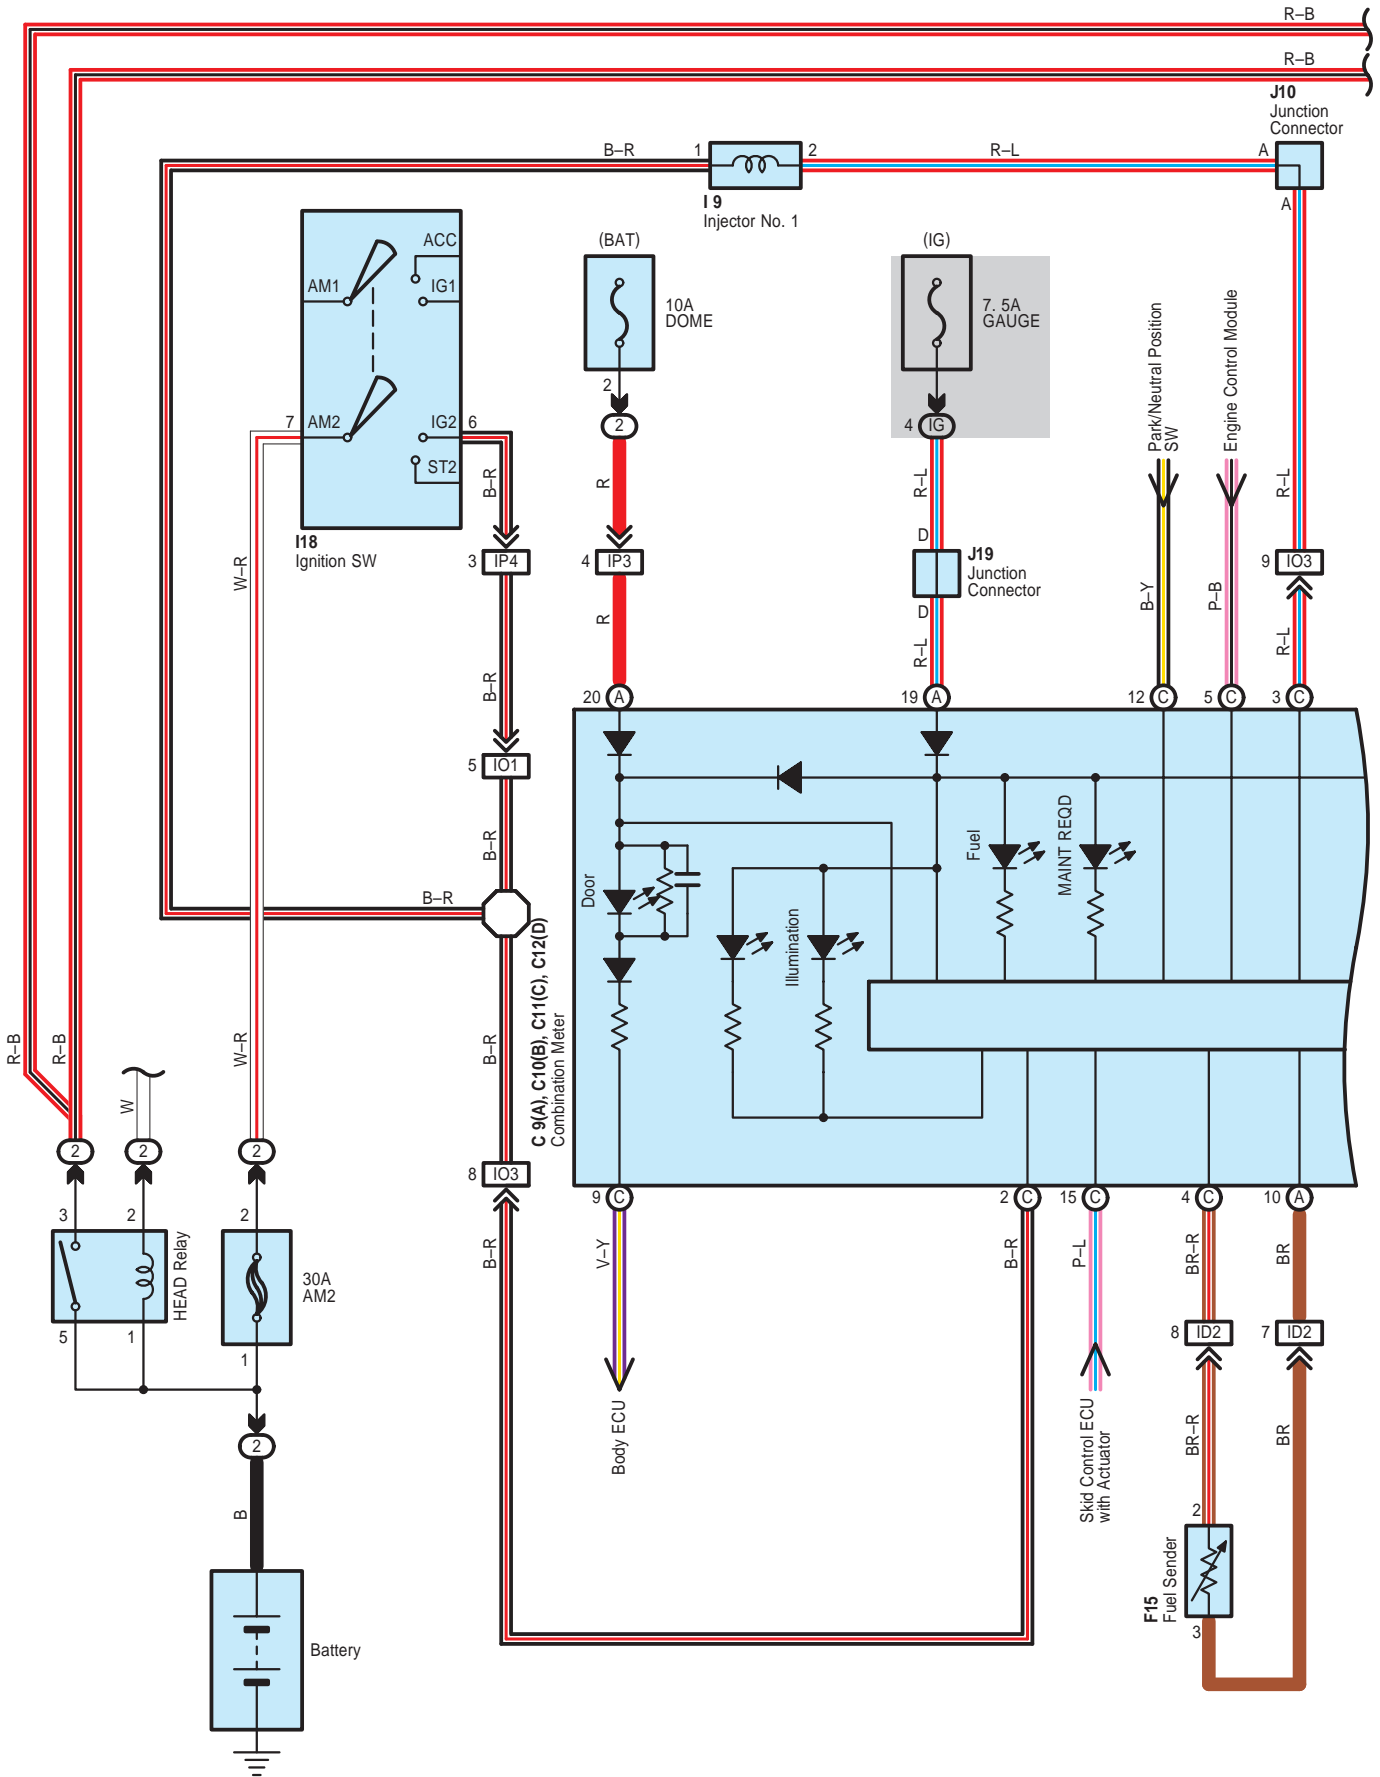 R–B
R–B
J10
Junction
Connector
B–R
1
2
R–L
A
A
I 9
Injector No. 1
ACC
AM1
IG1
7
AM2
IG2
6
ST2
I18
Ignition SW
(BAT)
10A
DOME
2
2
(IG)
7. 5A
GAUGE
4
IG
Park/Neutral Position
SW
Engine Control Module
B–R
R
R–L
R–L
3
IP4
4
IP3
D
J19
Junction
Connector
D
9
IO3
W–R
R
R–L
B–Y
P–B
R–L
B–R
20
A
19
A
12
C
5
C
3
C
5
IO1
B–R
B–R
Door
Fuel
MAINT REQD
Illumination
C 9(A), C10(B), C11(C), C12(D)
Combination Meter
R–B
R–B
W–R
B–R
W
2
2
2
8
IO3
9
C
2
C
15
C
4
C
10
A
3
2
2
HEAD Relay
30A
AM2
5
1
1
B–R
V–Y
B–R
P–L
BR–R
BR
8
ID2
7
ID2
2
Body ECU
Skid Control ECU
with Actuator
BR–R
BR
B
2
F15
Fuel Sender
3
Battery